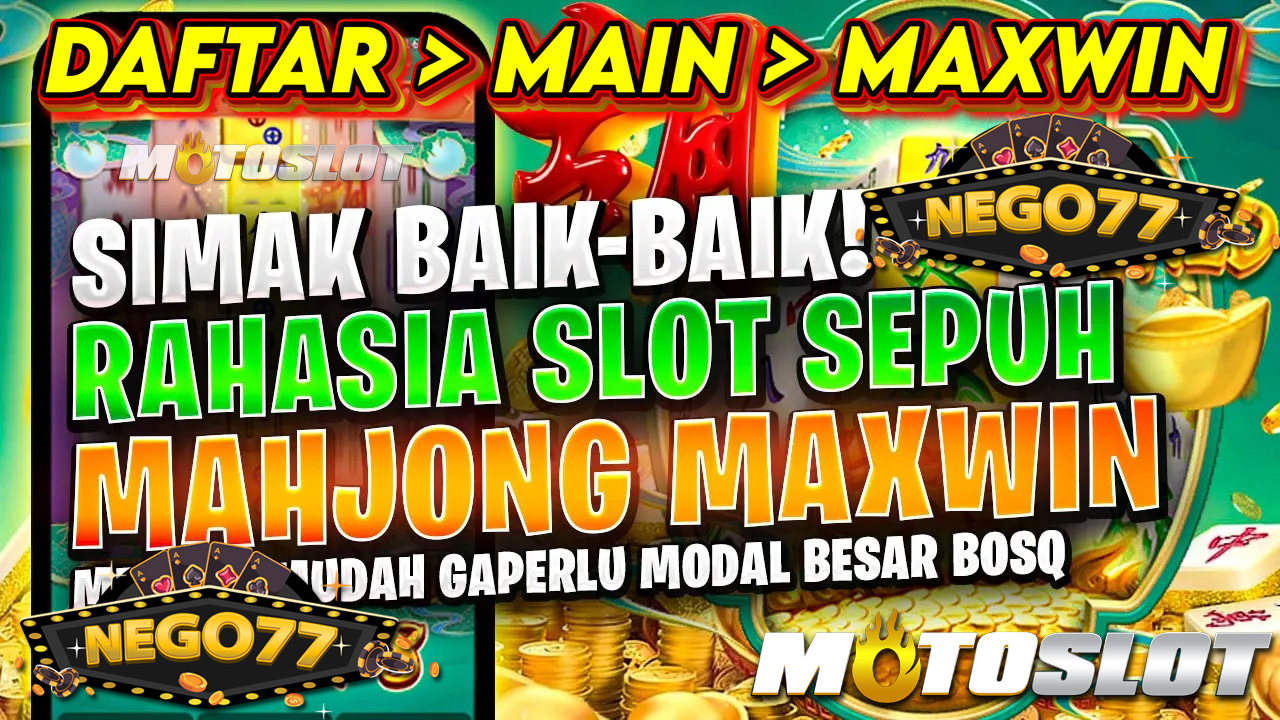 DAFTAR > MAIN > MAXWIN
MOTOSLOT
NEGO77
SIMAK BAIK-BAIK!
RAHASIA SLOT SEPUH
MAHJONG MAXWIN
GAPERLU MODAL BESAR BOSQ
NEGO77
MOTOSLOT